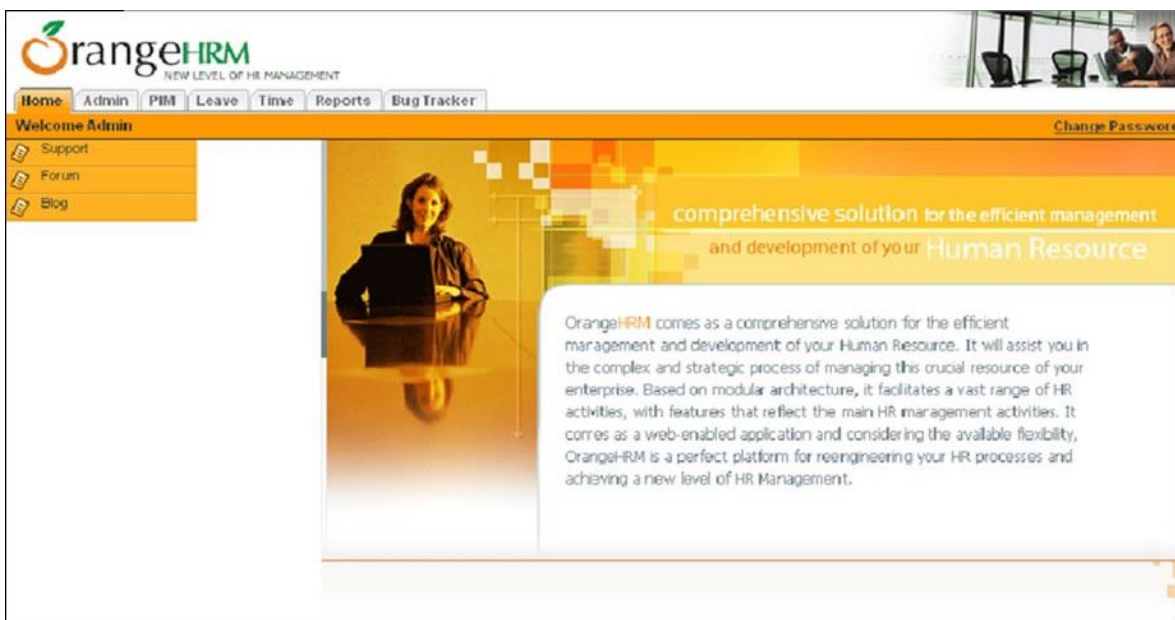 OrangeHRM
NEW LEVEL OF HR MANAGEMENT
Home Admin PIM Leave Time Reports Bug Tracker
Welcome Admin Change Password
Support
Forum
Blog
comprehensive solution for the efficient management
and development of your Human Resource
OrangeHRM comes as a comprehensive solution for the efficient
management and development of your Human Resource. It will assist you in
the complex and strategic process of managing this crucial resource of your
enterprise. Based on modular architecture, it facilitates a vast range of HR
activities, with features that reflect the main HR management activities. It
comes as a web-enabled application and considering the available flexibility,
OrangeHRM is a perfect platform for reengineering your HR processes and
achieving a new level of HR Management.